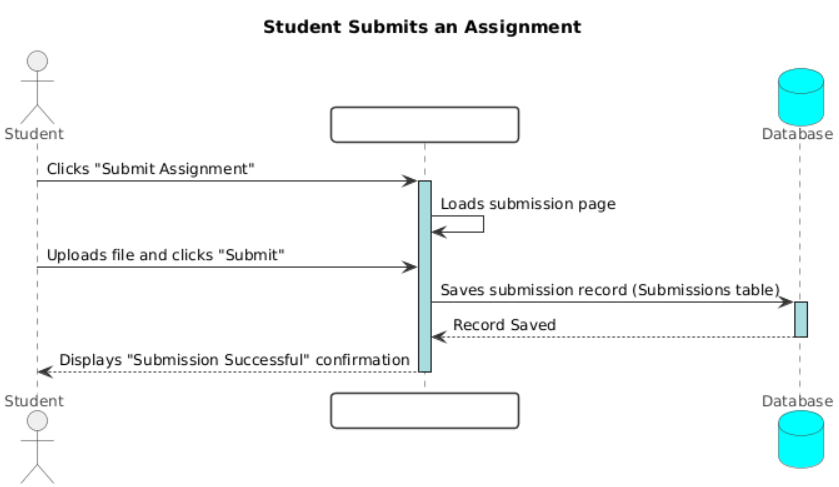 Student Submits an Assignment
Student
Database
Clicks "Submit Assignment"
Loads submission page
Uploads file and clicks "Submit"
Saves submission record (Submissions table)
Record Saved
Displays "Submission Successful" confirmation
Student
Database